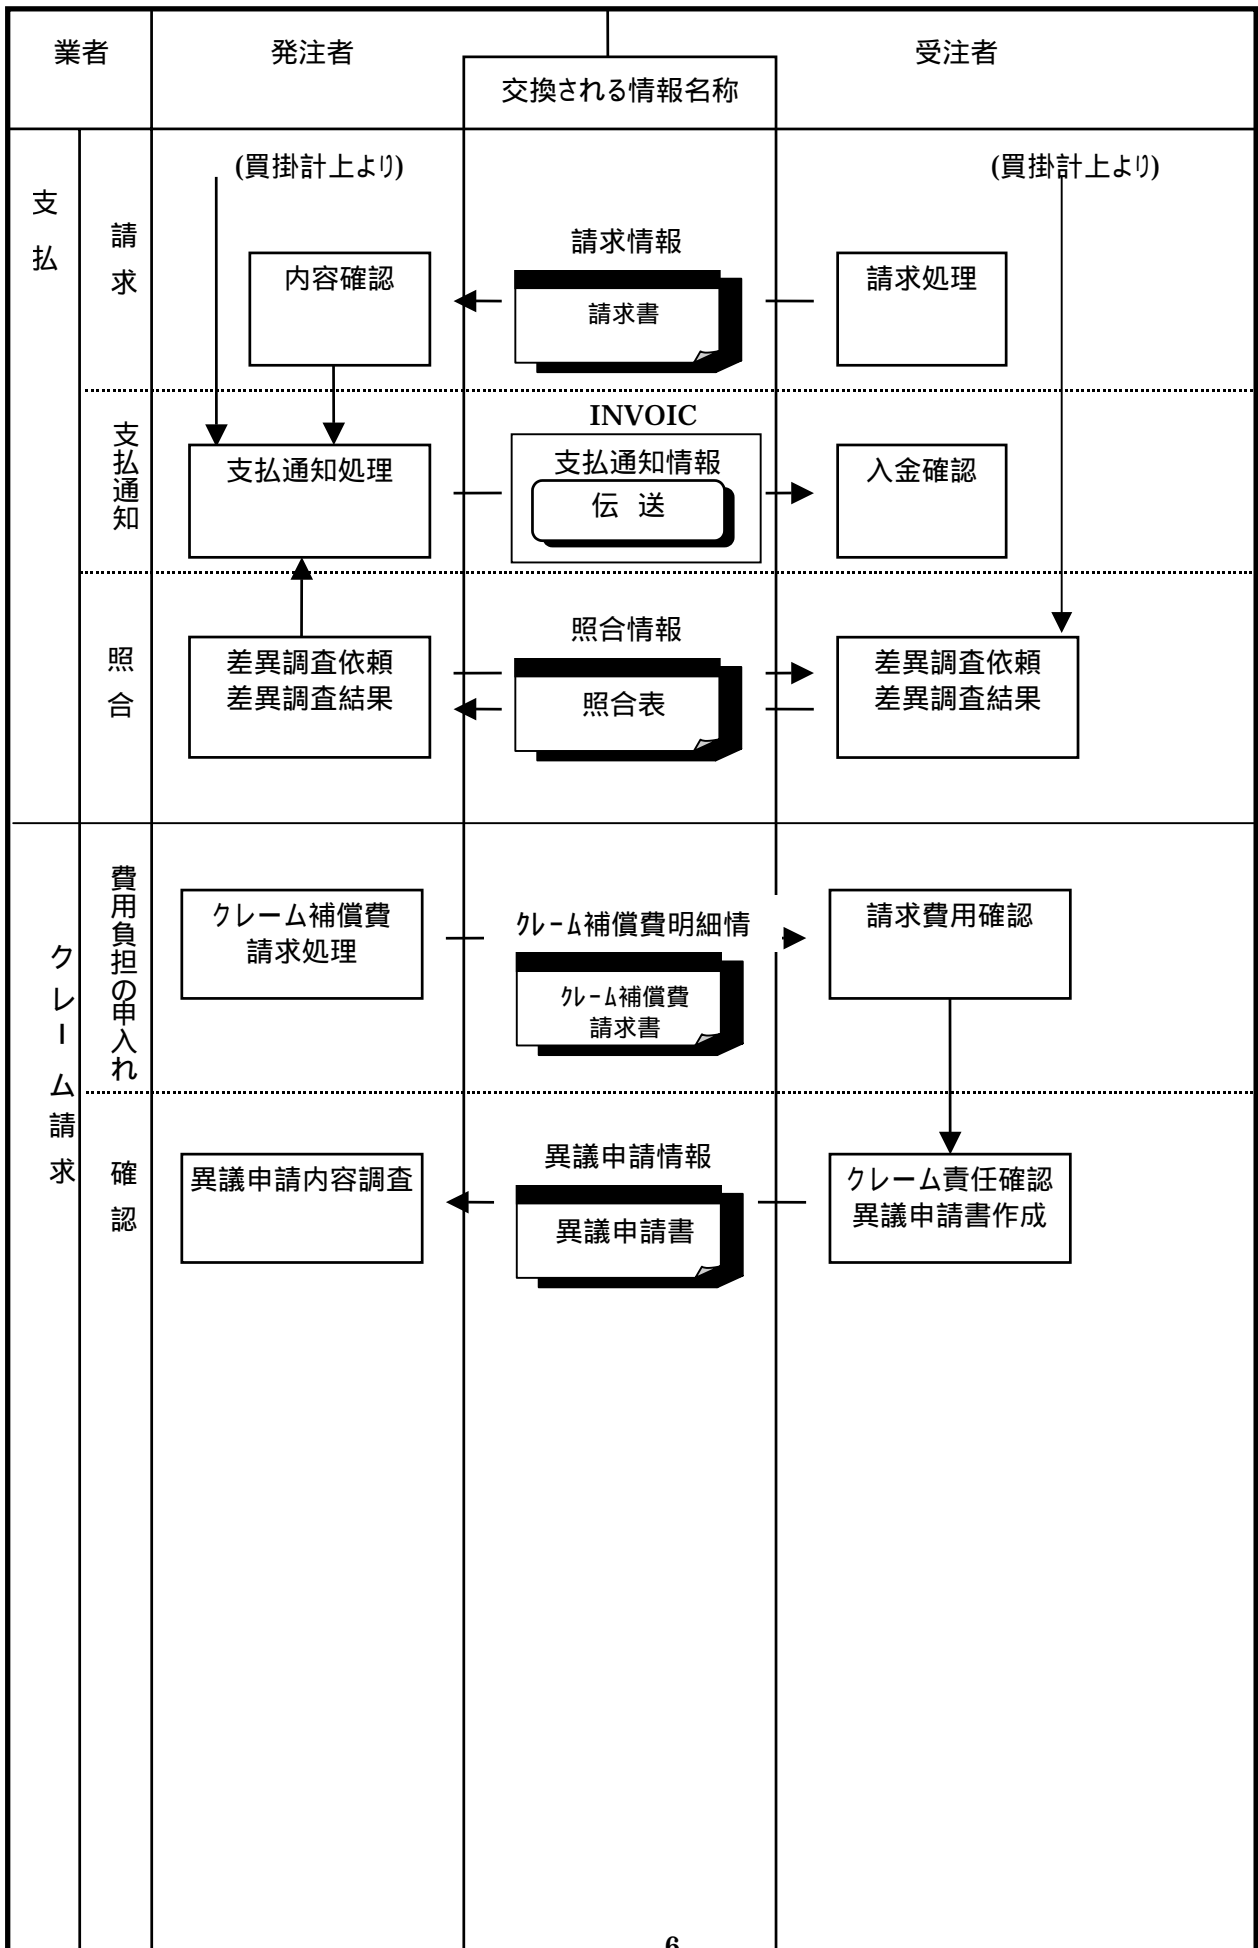 業者
発注者
受注者
交換される情報名称
支払
請求
(買掛計上より)
(買掛計上より)
請求情報
内容確認
請求書
請求処理
支払通知
INVOIC
支払通知処理
支払通知情報
伝 送
入金確認
照合
照合情報
差異調査依頼
差異調査結果
照合表
差異調査依頼
差異調査結果
クレーム請求
費用負担の申入れ
クレーム補償費
請求処理
ｸﾚｰﾑ補償費明細情
ｸﾚｰﾑ補償費
請求書
請求費用確認
確認
異議申請情報
異議申請内容調査
異議申請書
クレーム責任確認
異議申請書作成
6